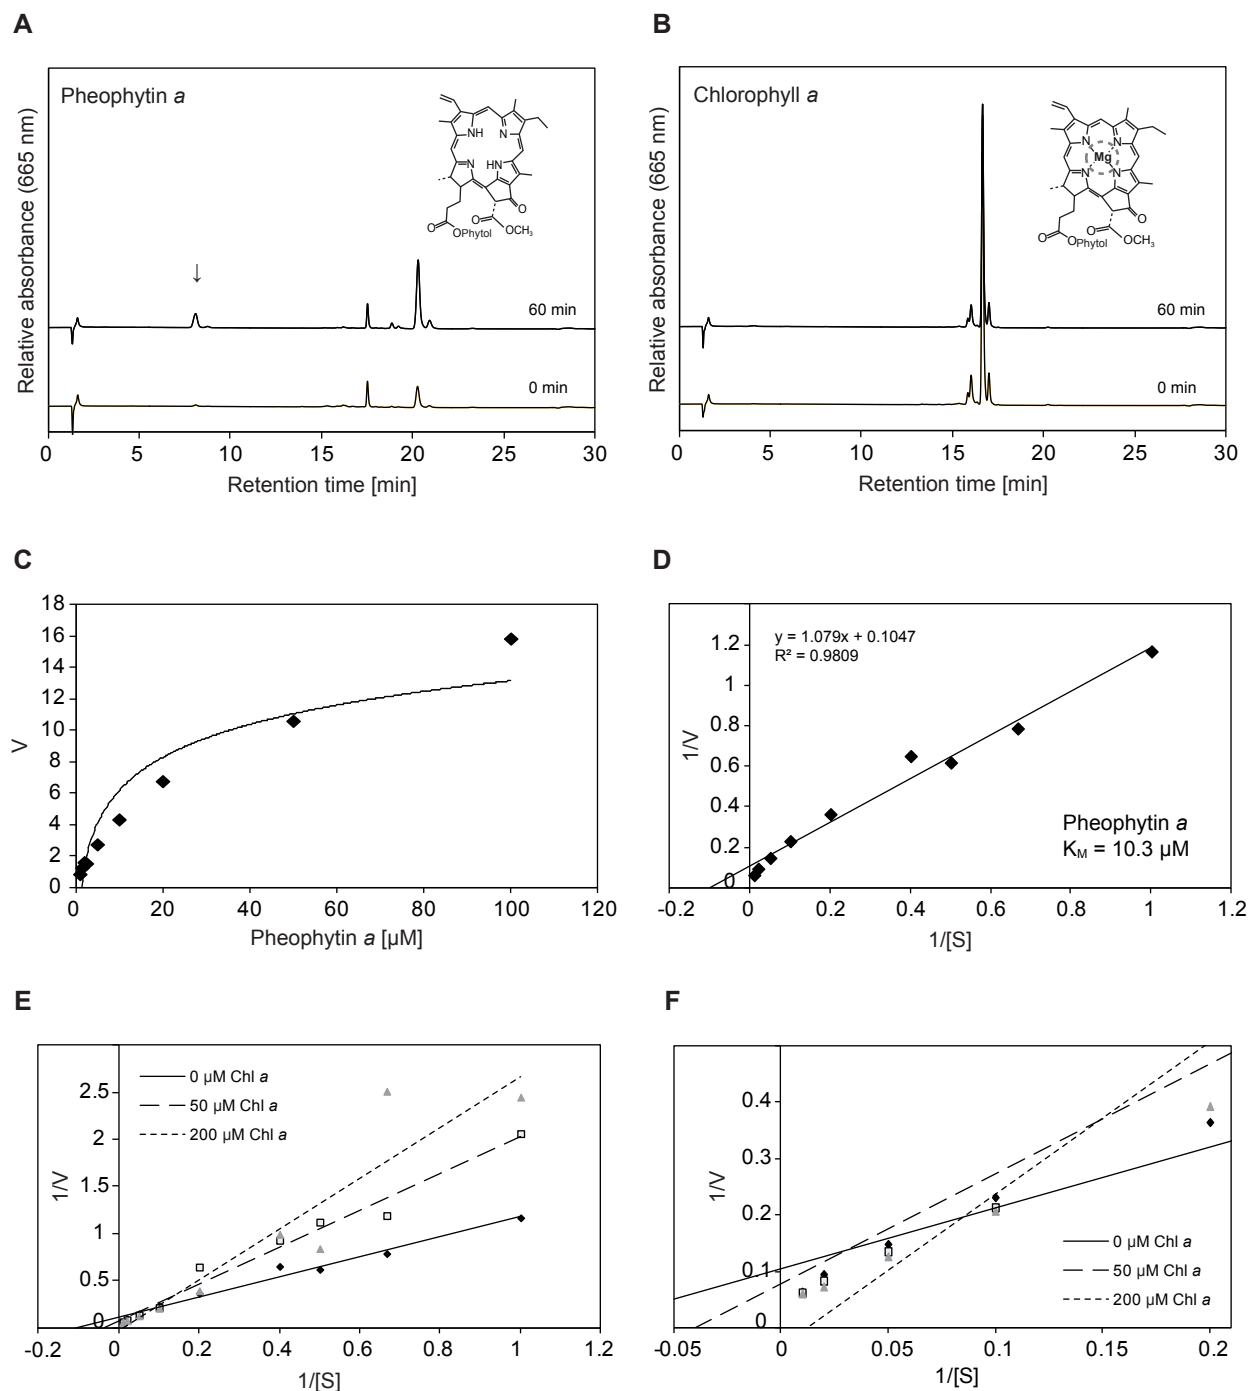 A
Pheophytin a
Relative absorbance (665 nm)
NH
N
N
HN
O
OPhytol
O
O
OCH3
↓
60 min
0 min
0 5 10 15 20 25 30
Retention time [min]
B
Chlorophyll a
Relative absorbance (665 nm)
N
N
Mg
N
N
O
OPhytol
O
O
OCH3
60 min
0 min
0 5 10 15 20 25 30
Retention time [min]
C
V
18
16
14
12
10
8
6
4
2
0
0 20 40 60 80 100 120
Pheophytin a [µM]
D
1/V
y = 1.079x + 0.1047
R² = 0.9809
1.2
1
0.8
0.6
0.4
0.2
0
Pheophytin a
KM = 10.3 µM
-0.2 0 0.2 0.4 0.6 0.8 1 1.2
1/[S]
E
1/V
0 µM Chl a
50 µM Chl a
200 µM Chl a
2.5
2
1.5
1
0.5
0
-0.2 0 0.2 0.4 0.6 0.8 1 1.2
1/[S]
F
1/V
0.4
0.3
0.2
0.1
0
0 µM Chl a
50 µM Chl a
200 µM Chl a
-0.05 0 0.05 0.1 0.15 0.2
1/[S]